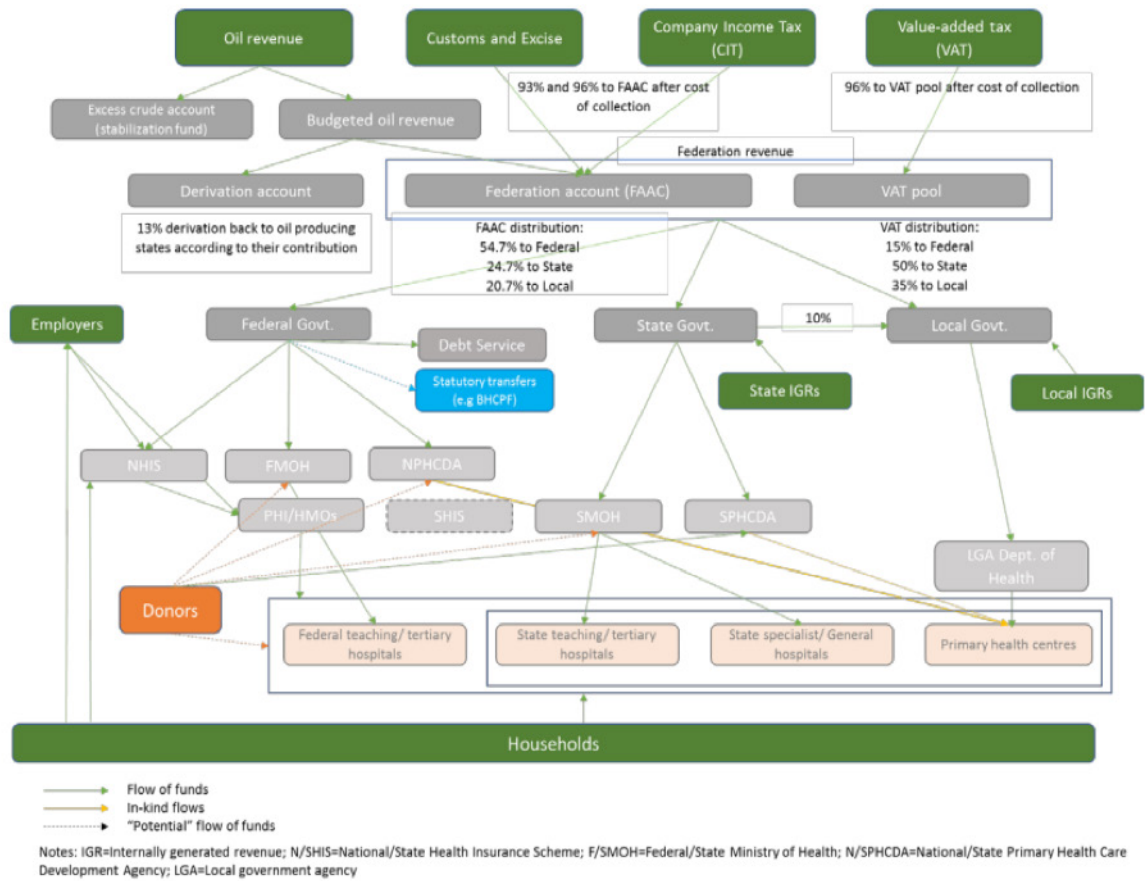 Oil revenue
Customs and Excise
Company Income Tax
(CIT)
Value-added tax
(VAT)
93% and 96% to FAAC after cost
of collection
96% to VAT pool after cost of collection
Excess crude account
(stabilization fund)
Budgeted oil revenue
Federation revenue
Derivation account
Federation account (FAAC)
VAT pool
13% derivation back to oil producing
states according to their contribution
FAAC distribution:
54.7% to Federal
24.7% to State
20.7% to Local
VAT distribution:
15% to Federal
50% to State
35% to Local
Employers
Federal Govt.
State Govt.
10%
Local Govt.
Debt Service
Statutory transfers
(e.g BHCPF)
State IGRs
Local IGRs
NHIS
FMOH
NPHCDA
PHI/HMOs
SHIS
SMOH
SPHCDA
LGA Dept. of
Health
Donors
Federal teaching/ tertiary
hospitals
State teaching/ tertiary
hospitals
State specialist/ General
hospitals
Primary health centres
Households
Flow of funds
In-kind flows
"Potential" flow of funds
Notes: IGR=Internally generated revenue; N/SHIS=National/State Health Insurance Scheme; F/SMOH=Federal/State Ministry of Health; N/SPHCDA=National/State Primary Health Care
Development Agency; LGA=Local government agency